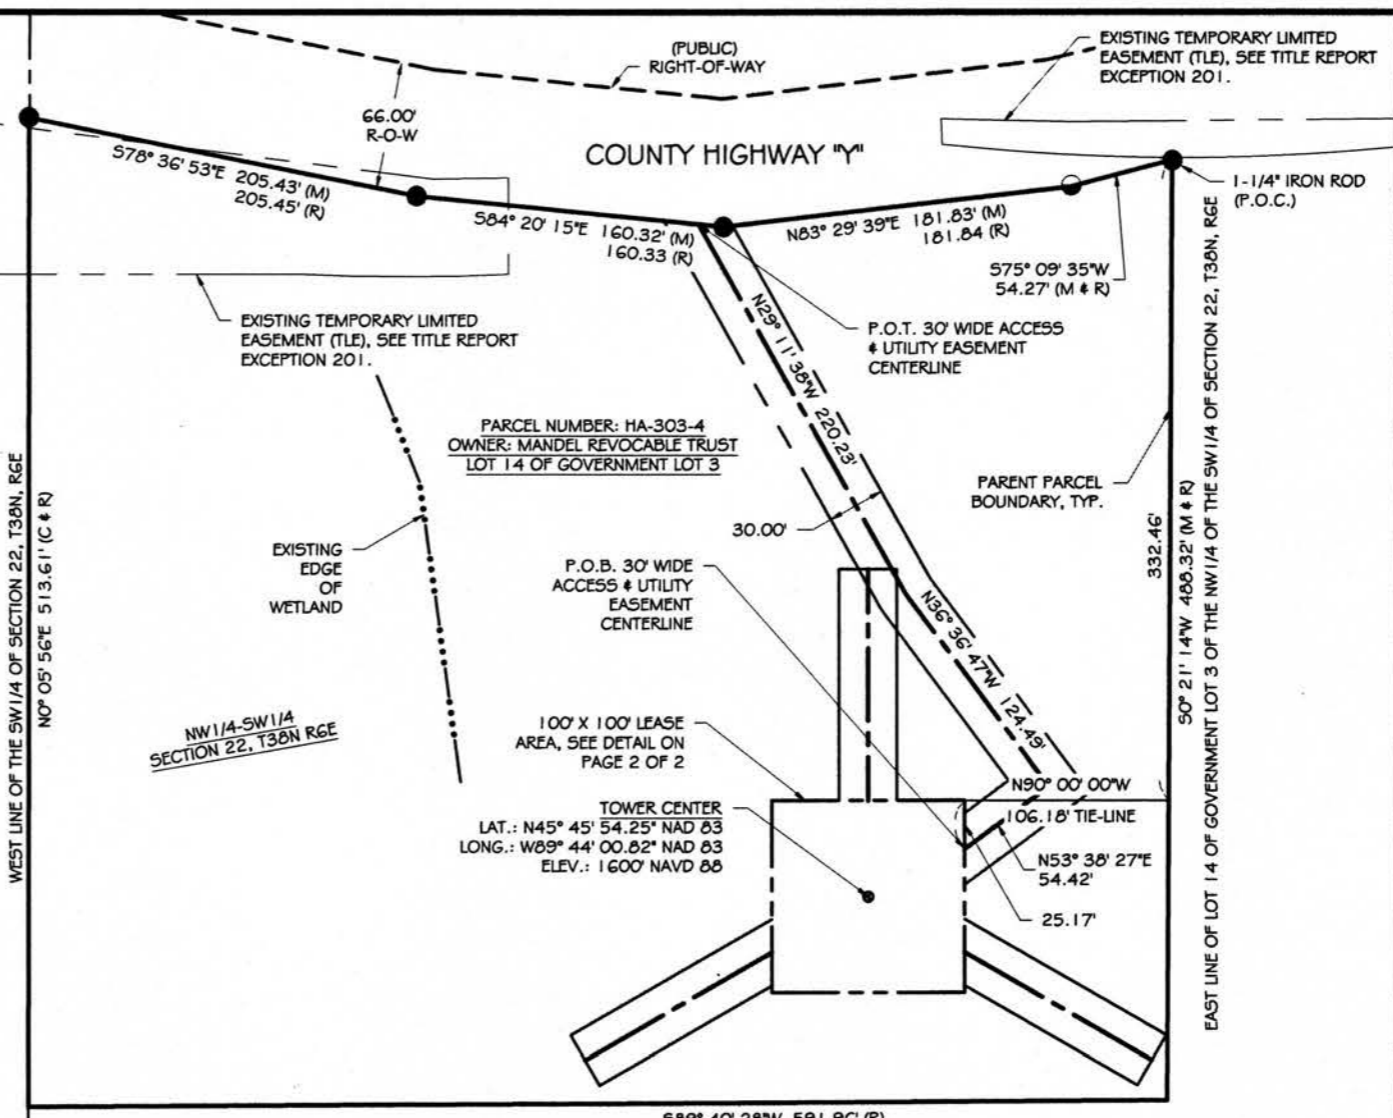 (PUBLIC)
RIGHT-OF-WAY
EXISTING TEMPORARY LIMITED
EASEMENT (TLE), SEE TITLE REPORT
EXCEPTION 201.
66.00'
R-O-W
COUNTY HIGHWAY "Y"
S78° 36' 53"E 205.43' (M)
205.45' (R)
S84° 20' 15"E 160.32' (M)
160.33 (R)
N83° 29' 39"E 181.83' (M)
181.84 (R)
1-1/4" IRON ROD
(P.O.C.)
S75° 09' 35"W
54.27' (M & R)
EXISTING TEMPORARY LIMITED
EASEMENT (TLE), SEE TITLE REPORT
EXCEPTION 201.
P.O.T. 30' WIDE ACCESS
& UTILITY EASEMENT
CENTERLINE
N29° 11' 38"W 220.23'
PARCEL NUMBER: HA-303-4
OWNER: MANDEL REVOCABLE TRUST
LOT 14 OF GOVERNMENT LOT 3
PARENT PARCEL
BOUNDARY, TYP.
30.00'
WEST LINE OF THE SW1/4 OF SECTION 22, T38N, R6E
N0° 05' 56"E 513.61' (C & R)
EXISTING
EDGE
OF
WETLAND
P.O.B. 30' WIDE
ACCESS & UTILITY
EASEMENT
CENTERLINE
332.46'
S0° 21' 14"W 488.32' (M & R)
EAST LINE OF LOT 14 OF GOVERNMENT LOT 3 OF THE NW1/4 OF THE SW1/4 OF SECTION 22, T38N, R6E
N36° 36' 47"W 124.49'
NW1/4-SW1/4
SECTION 22, T38N R6E
100' X 100' LEASE
AREA, SEE DETAIL ON
PAGE 2 OF 2
N90° 00' 00"W
106.18' TIE-LINE
TOWER CENTER
LAT.: N45° 45' 54.25" NAD 83
LONG.: W89° 44' 00.82" NAD 83
ELEV.: 1600' NAVD 88
N53° 38' 27"E
54.42'
25.17'